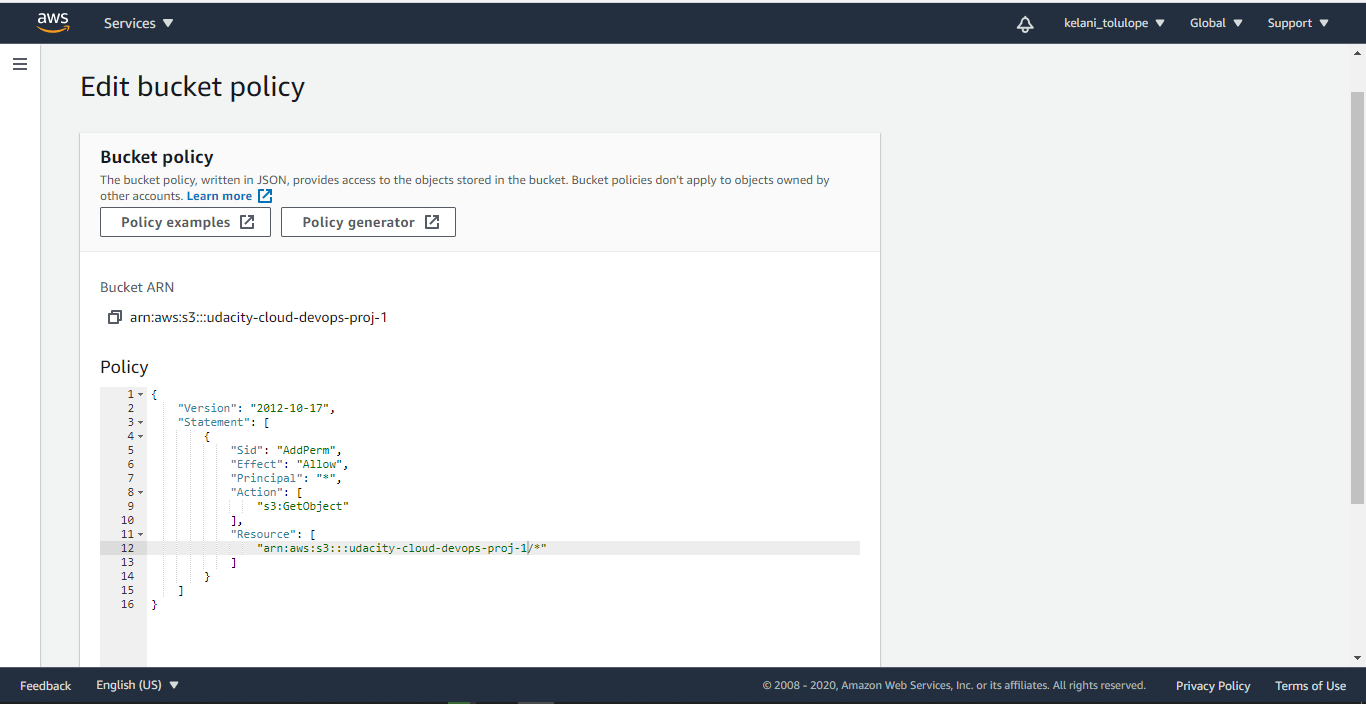 aws Services kelani_tolulope Global Support
Edit bucket policy
Bucket policy
The bucket policy, written in JSON, provides access to the objects stored in the bucket. Bucket policies don't apply to objects owned by
other accounts. Learn more
Policy examples Policy generator
Bucket ARN
arn:aws:s3:::udacity-cloud-devops-proj-1
Policy
1 {
2 "Version": "2012-10-17",
3 "Statement": [
4 {
5 "Sid": "AddPerm",
6 "Effect": "Allow",
7 "Principal": "*",
8 "Action": [
9 "s3:GetObject"
10 ],
11 "Resource": [
12 "arn:aws:s3:::udacity-cloud-devops-proj-1/*"
13 ]
14 }
15 ]
16 }
Feedback English (US) © 2008 - 2020, Amazon Web Services, Inc. or its affiliates. All rights reserved. Privacy Policy Terms of Use